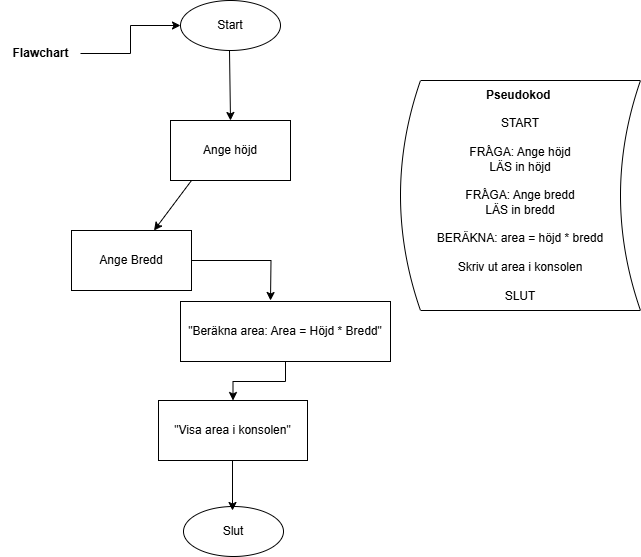 Flawchart
Start
Ange höjd
Ange Bredd
"Beräkna area: Area = Höjd * Bredd"
"Visa area i konsolen"
Slut
Pseudokod
START
FRÅGA: Ange höjd
LÄS in höjd
FRÅGA: Ange bredd
LÄS in bredd
BERÄKNA: area = höjd * bredd
Skriv ut area i konsolen
SLUT